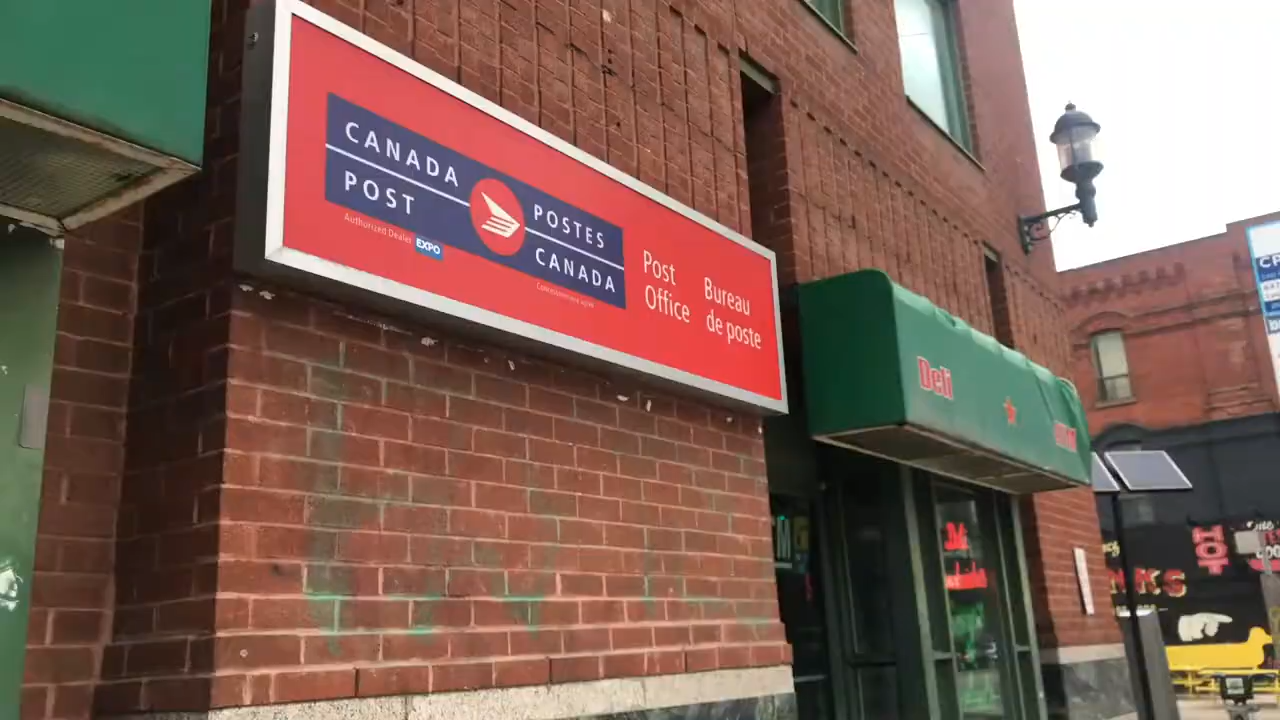 CANADA
POST
POSTES
CANADA
Authorized Dealer EXPO
Post
Office
Bureau
de poste
Deli
HOT